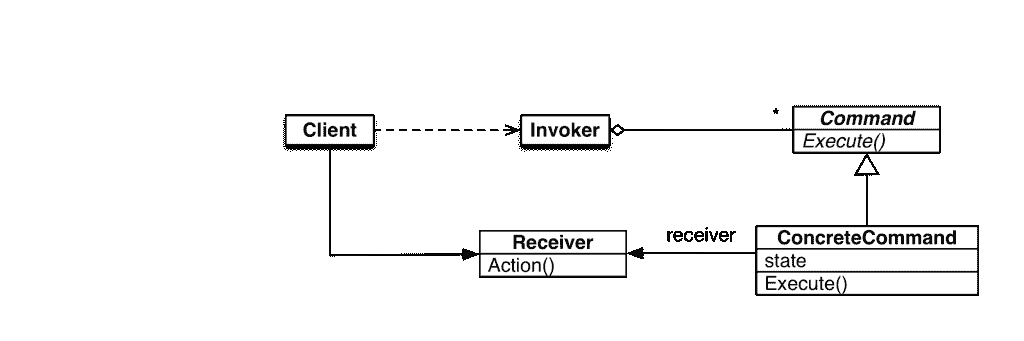 *
Client
Invoker
Command
Execute()
receiver
Receiver
Action()
ConcreteCommand
state
Execute()